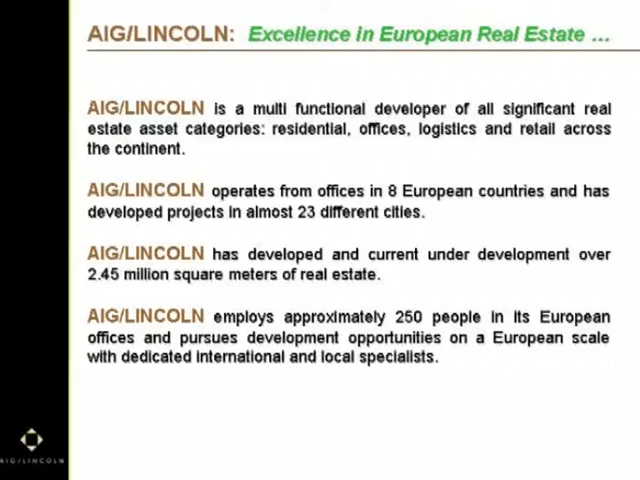 AIG/LINCOLN: Excellence in European Real Estate ...
AIG/LINCOLN is a multi functional developer of all significant real
estate asset categories: residential, offices, logistics and retail across
the continent.
AIG/LINCOLN operates from offices in 8 European countries and has
developed projects in almost 23 different cities.
AIG/LINCOLN has developed and current under development over
2.45 million square meters of real estate.
AIG/LINCOLN employs approximately 250 people in its European
offices and pursues development opportunities on a European scale
with dedicated international and local specialists.
AIG/LINCOLN